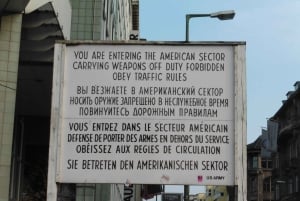 YOU ARE ENTERING THE AMERICAN SECTOR
CARRYING WEAPONS OFF DUTY FORBIDDEN
OBEY TRAFFIC RULES
ВЫ ВЪЕЗЖАЕТЕ В АМЕРИКАНСКИЙ СЕКТОР
НОСИТЬ ОРУЖИЕ ЗАПРЕЩЕНО В НЕСЛУЖЕБНОЕ ВРЕМЯ
ПОВИНУЙТЕСЬ ДОРОЖНЫМ ПРАВИЛАМ
VOUS ENTREZ DANS LE SECTEUR AMÉRICAIN
DÉFENSE DE PORTER DES ARMES EN DEHORS DU SERVICE
OBÉISSEZ AUX RÈGLES DE CIRCULATION
SIE BETRETEN DEN AMERIKANISCHEN SEKTOR
US ARMY